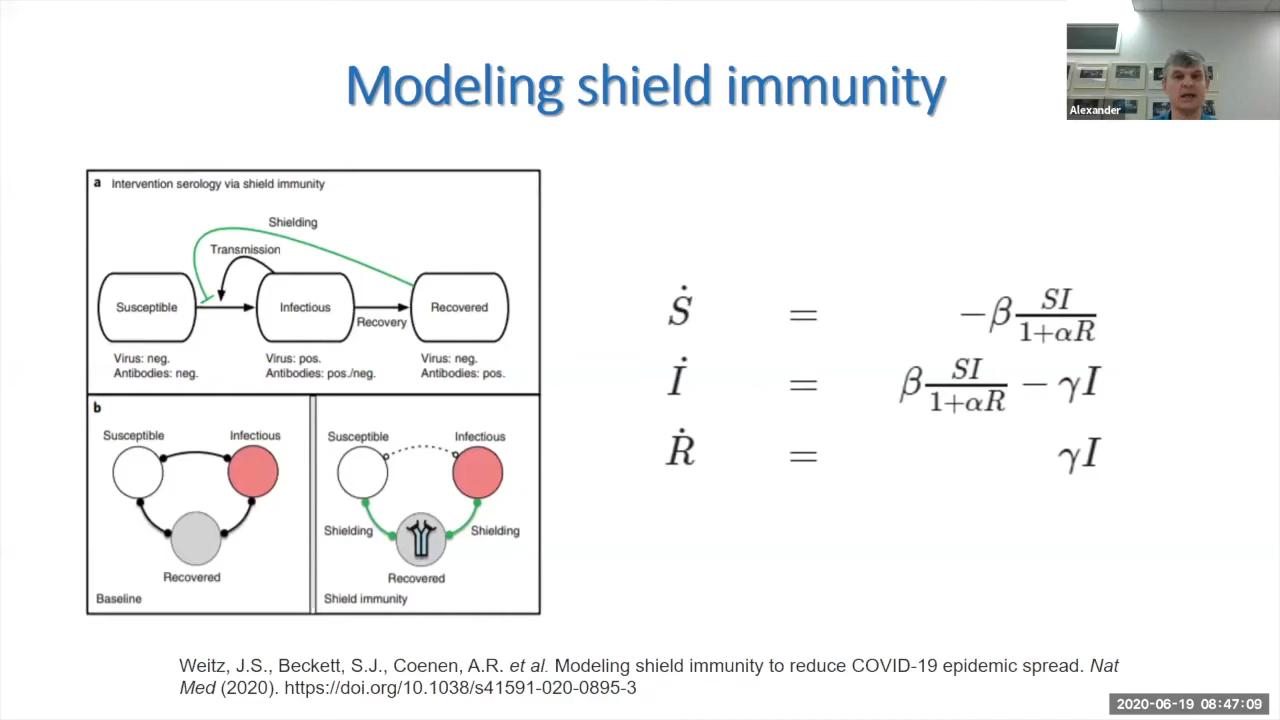 Modeling shield immunity
Alexander
a Intervention serology via shield immunity
Shielding
Transmission
Susceptible
Infectious
Recovered
Recovery
Virus: neg.
Antibodies: neg.
Virus: pos.
Antibodies: pos./neg.
Virus: neg.
Antibodies: pos.
b
Susceptible
Infectious
Recovered
Baseline
Susceptible
Infectious
Shielding
Shielding
Recovered
Shield immunity
Ṡ = −β SI/(1+αR)
İ = β SI/(1+αR) − γI
Ṙ = γI
Weitz, J.S., Beckett, S.J., Coenen, A.R. et al. Modeling shield immunity to reduce COVID-19 epidemic spread. Nat
Med (2020). https://doi.org/10.1038/s41591-020-0895-3
2020-06-19 08:47:09